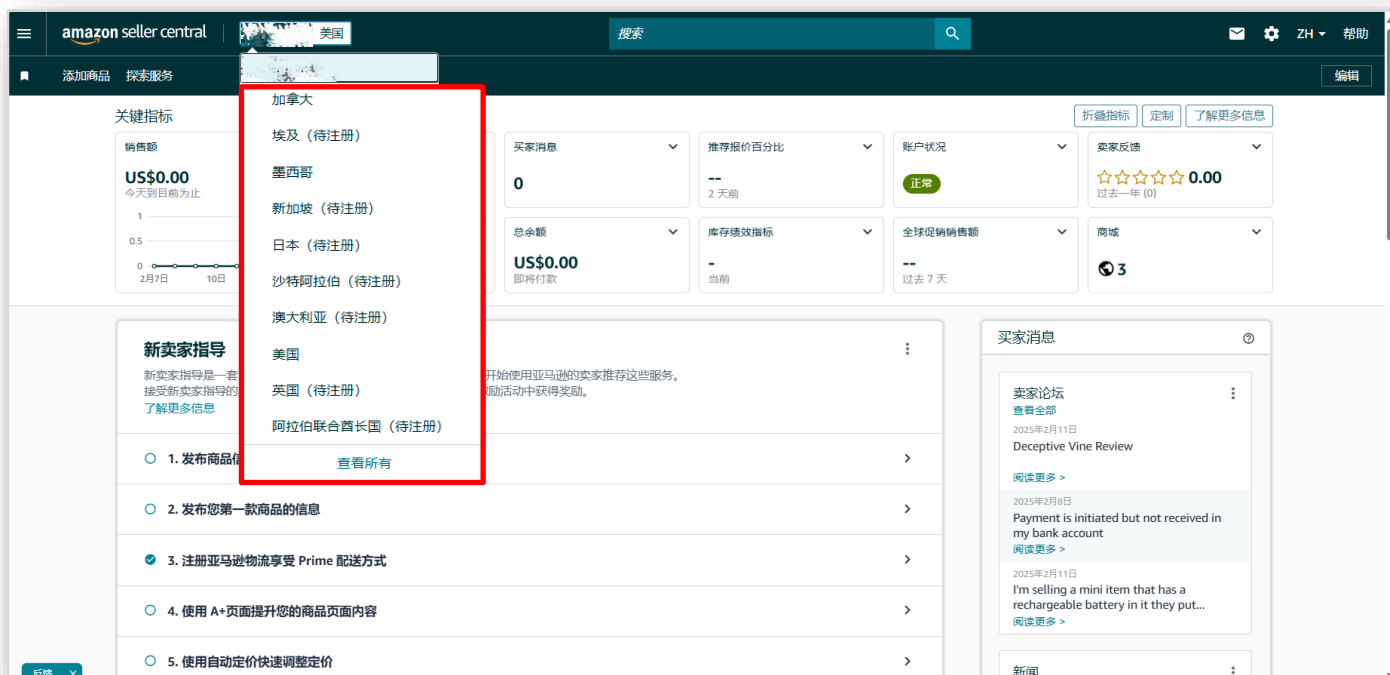 amazon seller central
美国
搜索
ZH
帮助
添加商品
探索服务
编辑
关键指标
折叠指标
定制
了解更多信息
销售额
US$0.00
今天到目前为止
1
0.5
0
2月7日
10日
加拿大
埃及（待注册）
墨西哥
新加坡（待注册）
日本（待注册）
沙特阿拉伯（待注册）
澳大利亚（待注册）
美国
英国（待注册）
阿拉伯联合酋长国（待注册）
查看所有
买家消息
0
推荐报价百分比
--
2 天前
账户状况
正常
卖家反馈
0.00
过去一年 (0)
总余额
US$0.00
即将付款
库存绩效指标
-
当前
全球促销销售额
--
过去 7 天
商城
3
新卖家指导
新卖家指导是一套
开始使用亚马逊的卖家推荐这些服务。
接受新卖家指导的
励活动中获得奖励。
了解更多信息
1. 发布商品信
2. 发布您第一款商品的信息
3. 注册亚马逊物流享受 Prime 配送方式
4. 使用 A+页面提升您的商品页面内容
5. 使用自动定价快速调整定价
买家消息
卖家论坛
查看全部
2025年2月11日
Deceptive Vine Review
阅读更多 >
2025年2月8日
Payment is initiated but not received in
my bank account
阅读更多 >
2025年2月11日
I'm selling a mini item that has a
rechargeable battery in it they put...
阅读更多 >
新闻
反馈